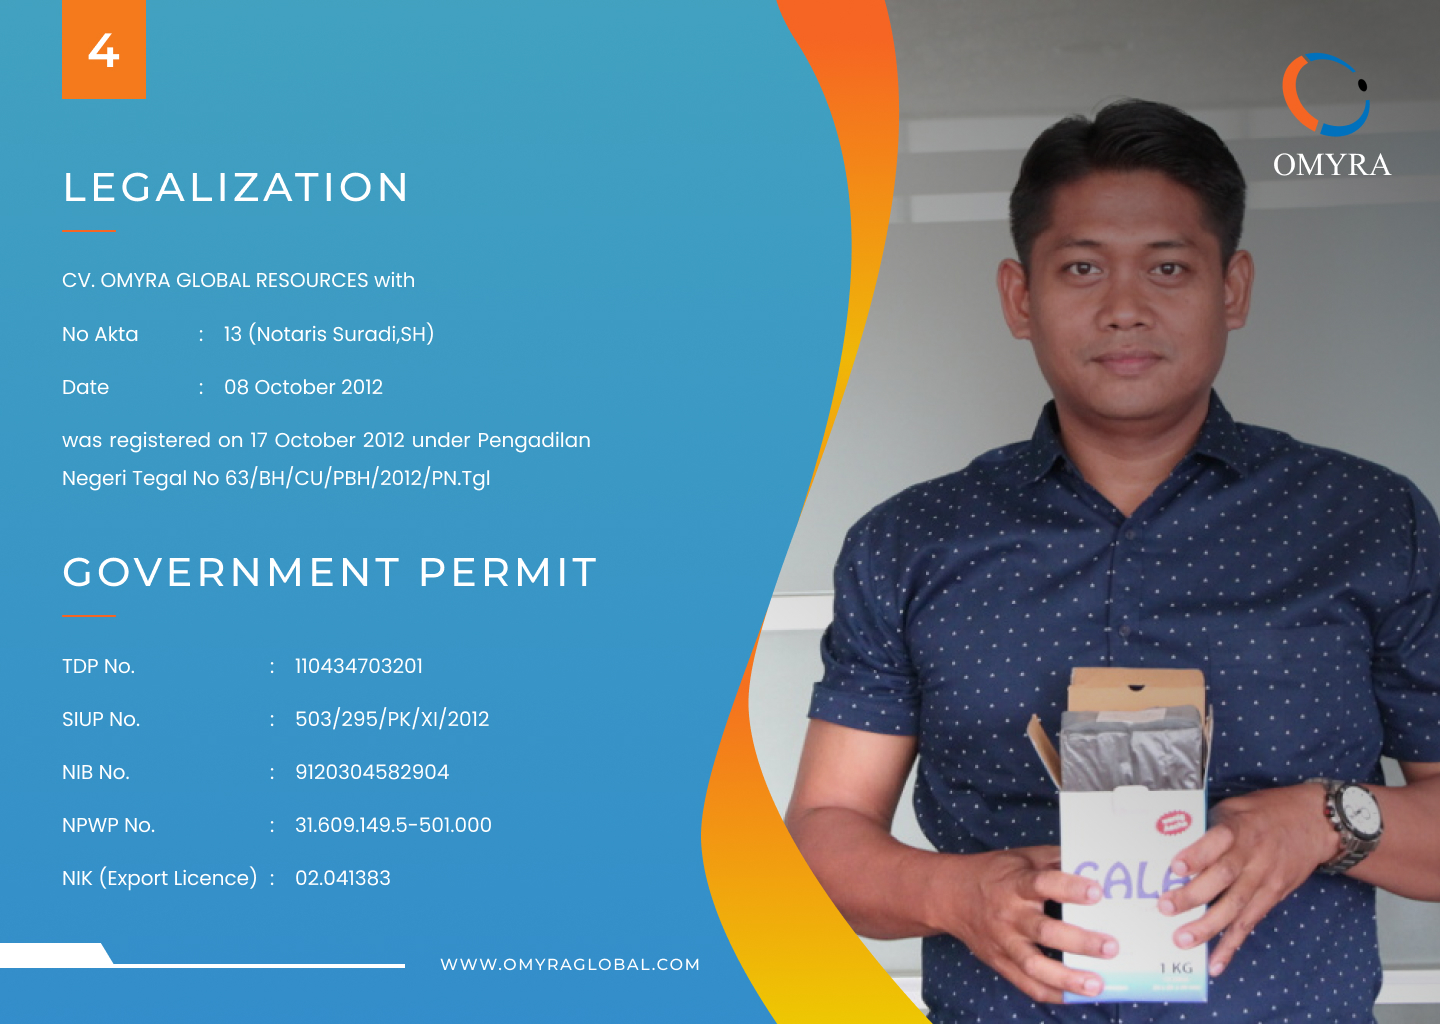 4
OMYRA
LEGALIZATION
CV. OMYRA GLOBAL RESOURCES with
No Akta : 13 (Notaris Suradi,SH)
Date : 08 October 2012
was registered on 17 October 2012 under Pengadilan
Negeri Tegal No 63/BH/CU/PBH/2012/PN.Tgl
GOVERNMENT PERMIT
TDP No. : 110434703201
SIUP No. : 503/295/PK/XI/2012
NIB No. : 9120304582904
NPWP No. : 31.609.149.5-501.000
NIK (Export Licence) : 02.041383
WWW.OMYRAGLOBAL.COM
1 KG